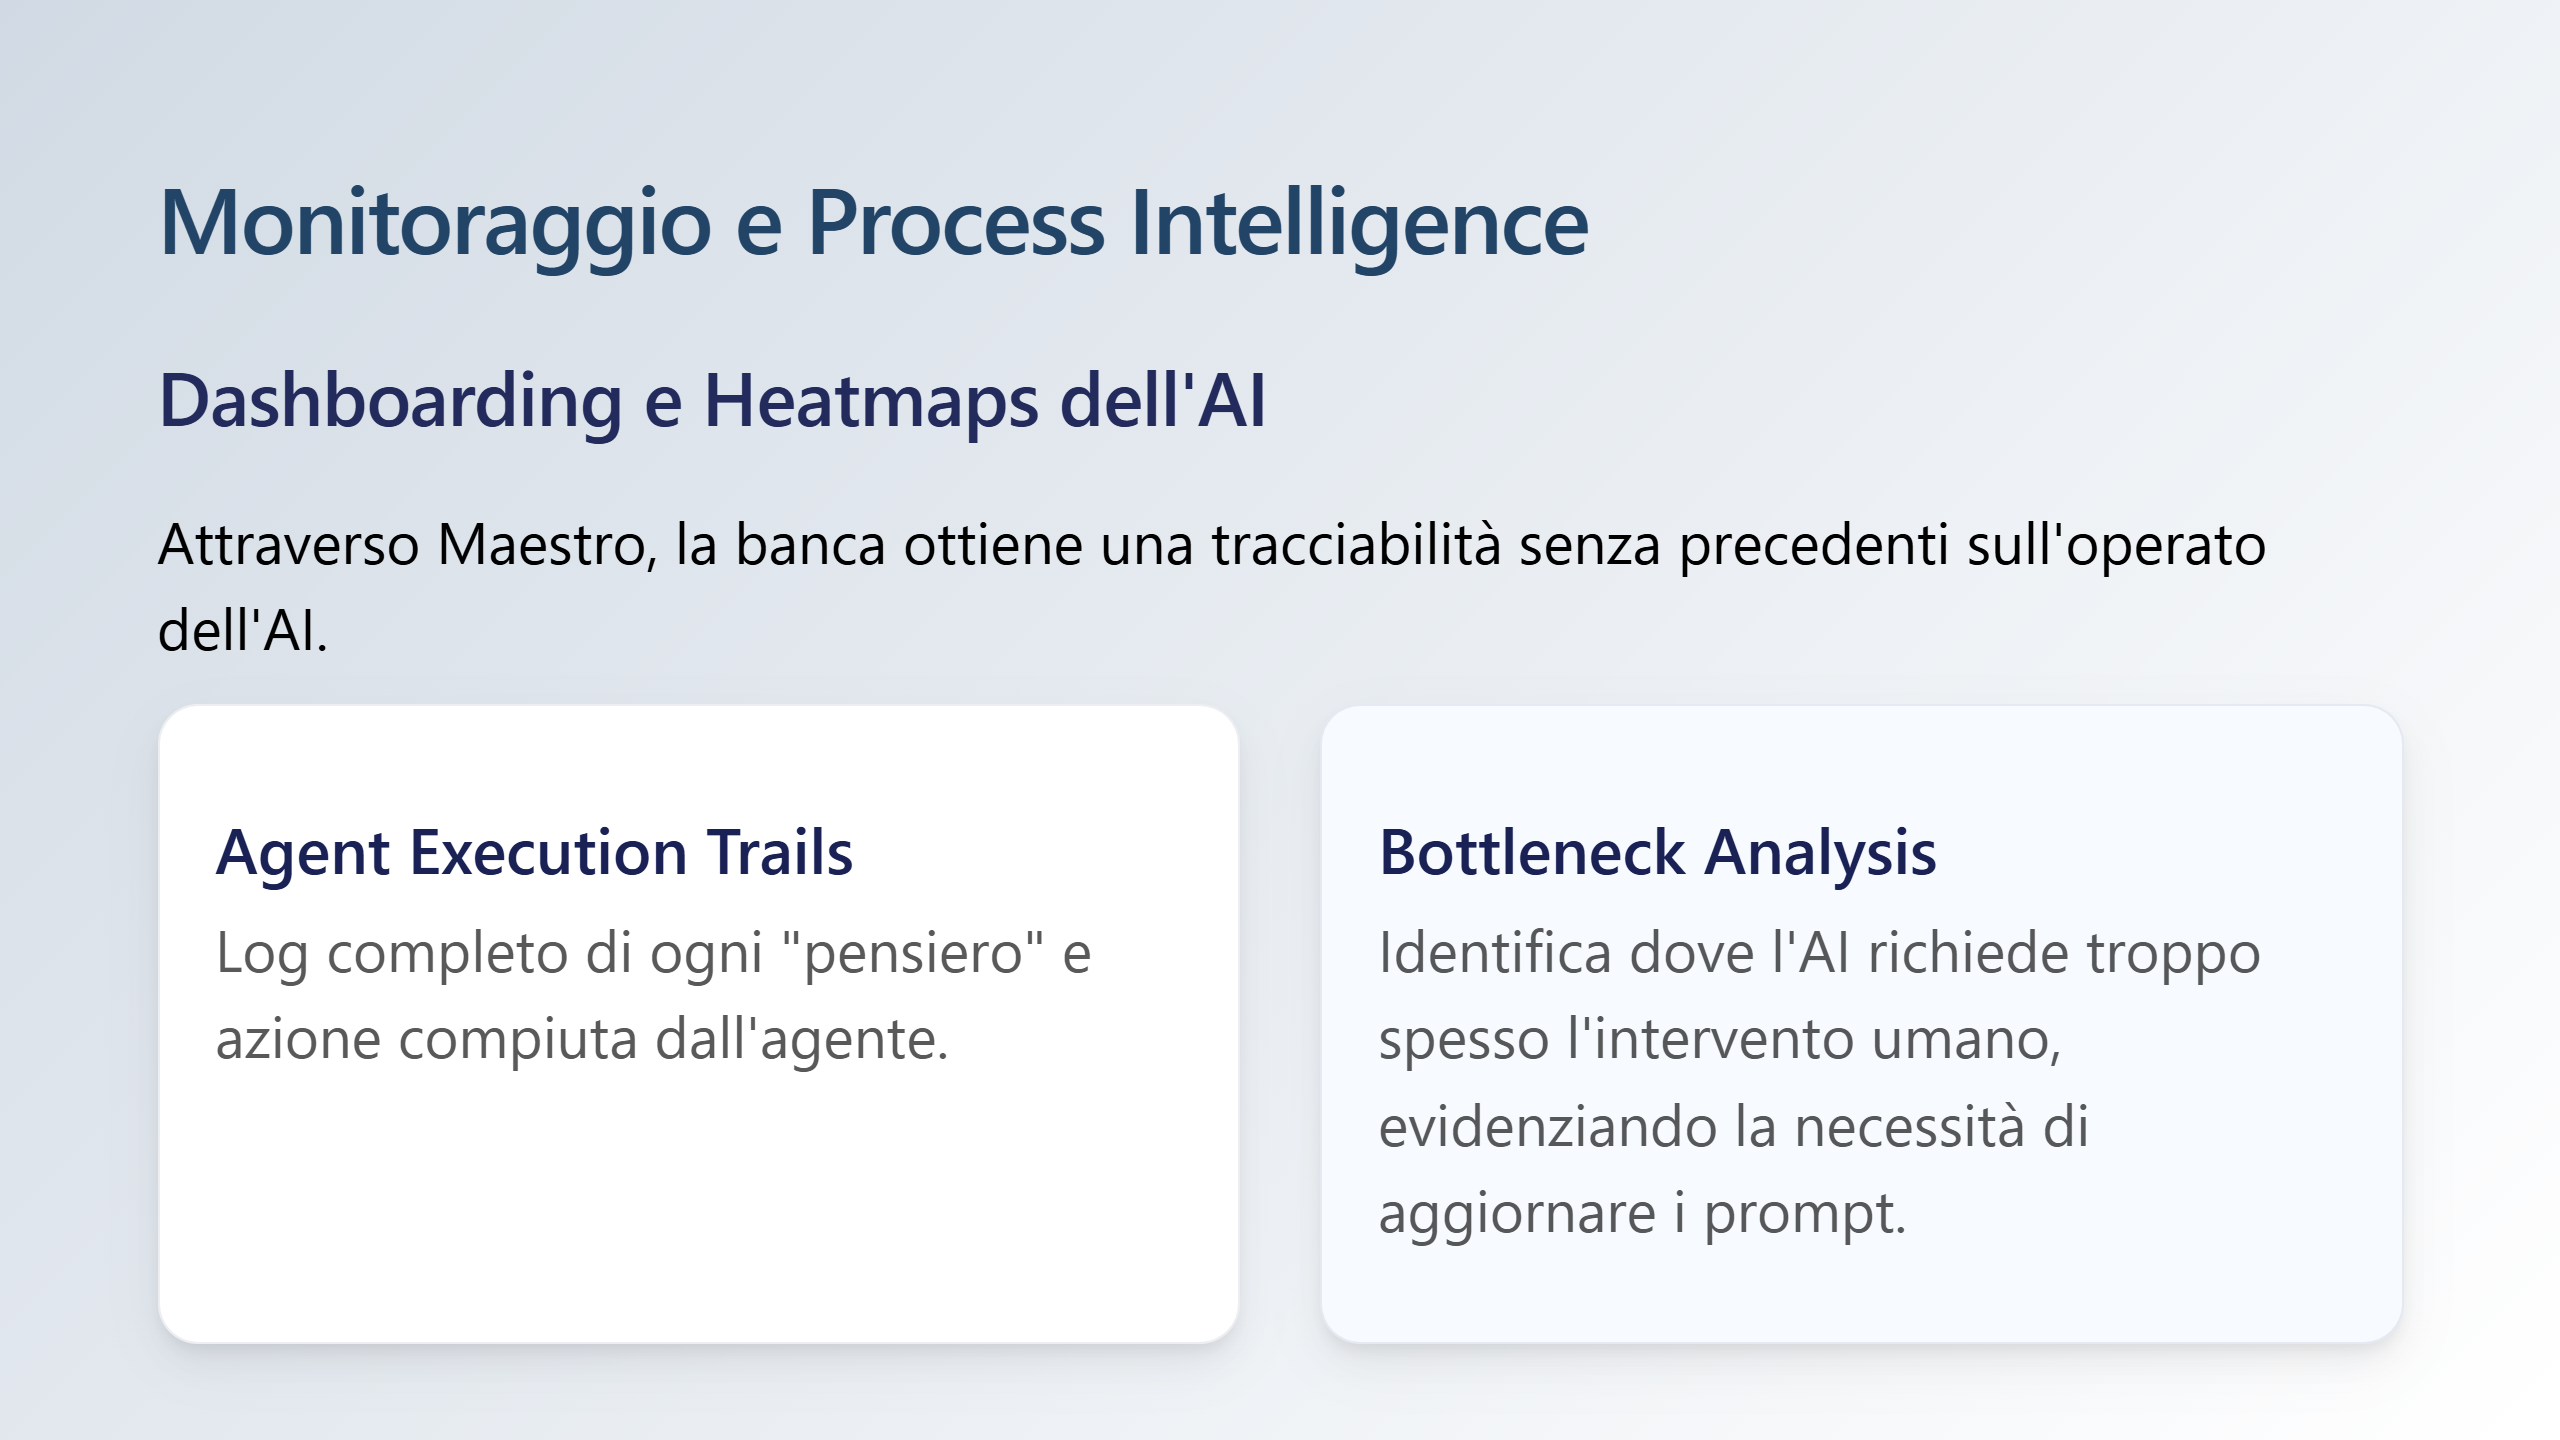 Monitoraggio e Process Intelligence
Dashboarding e Heatmaps dell'AI
Attraverso Maestro, la banca ottiene una tracciabilità senza precedenti sull'operato
dell'AI.
Agent Execution Trails
Log completo di ogni "pensiero" e
azione compiuta dall'agente.
Bottleneck Analysis
Identifica dove l'AI richiede troppo
spesso l'intervento umano,
evidenziando la necessità di
aggiornare i prompt.